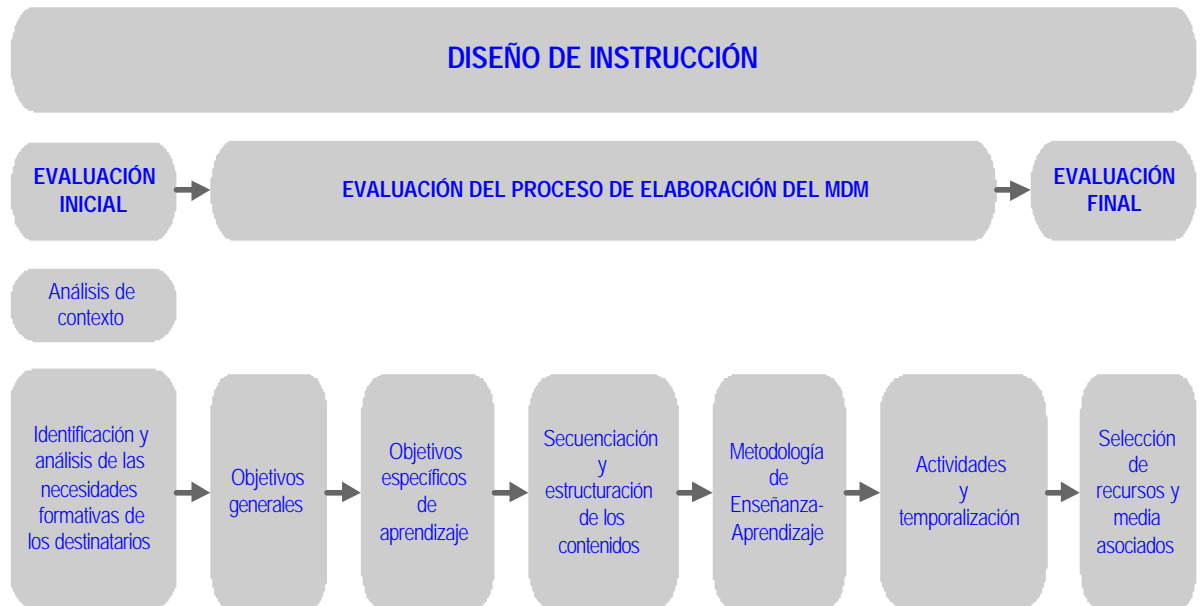 DISEÑO DE INSTRUCCIÓN
EVALUACIÓN
INICIAL
EVALUACIÓN DEL PROCESO DE ELABORACIÓN DEL MDM
EVALUACIÓN
FINAL
Análisis de
contexto
Identificación y
análisis de las
necesidades
formativas de
los destinatarios
Objetivos
generales
Objetivos
específicos
de
aprendizaje
Secuenciación
y
estructuración
de los
contenidos
Metodología
de
Enseñanza-
Aprendizaje
Actividades
y
temporalización
Selección
de
recursos y
media
asociados